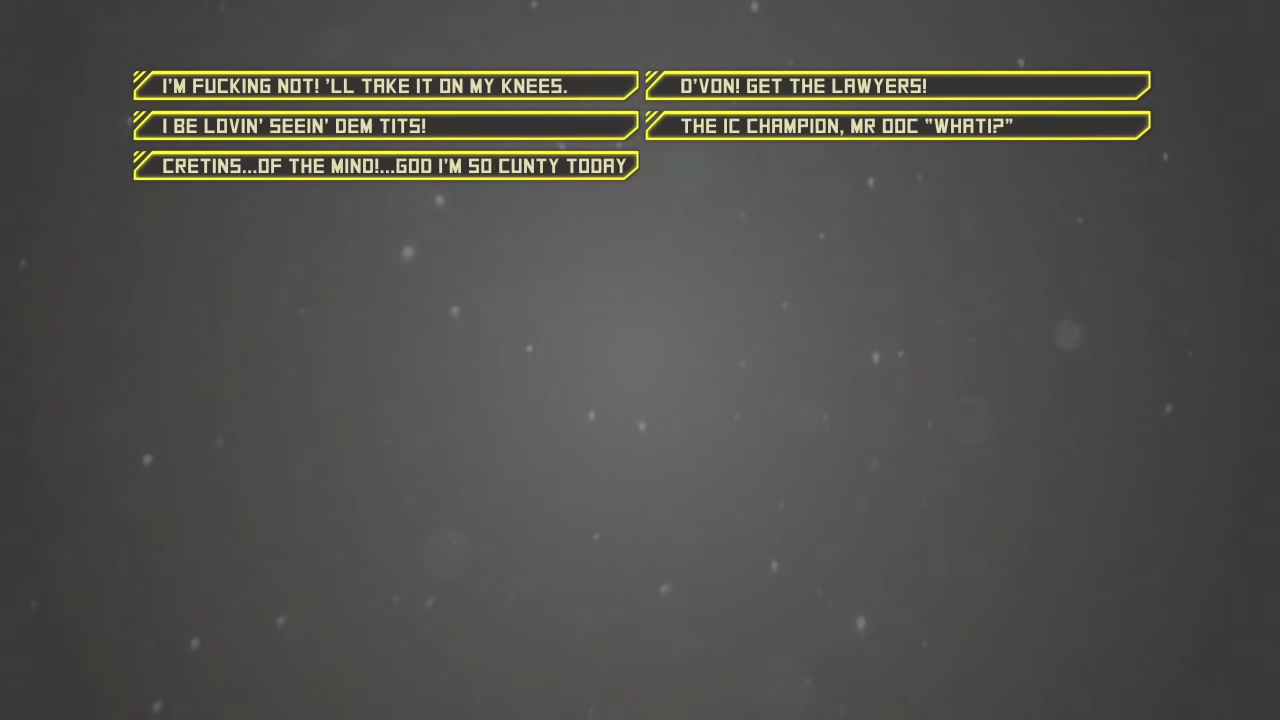 I'M FUCKING NOT! 'LL TAKE IT ON MY KNEES.
D'VON! GET THE LAWYERS!
I BE LOVIN' SEEIN' DEM TITS!
THE IC CHAMPION, MR DOC "WHAT!?"
CRETINS...OF THE MIND!...GOD I'M SO CUNTY TODAY